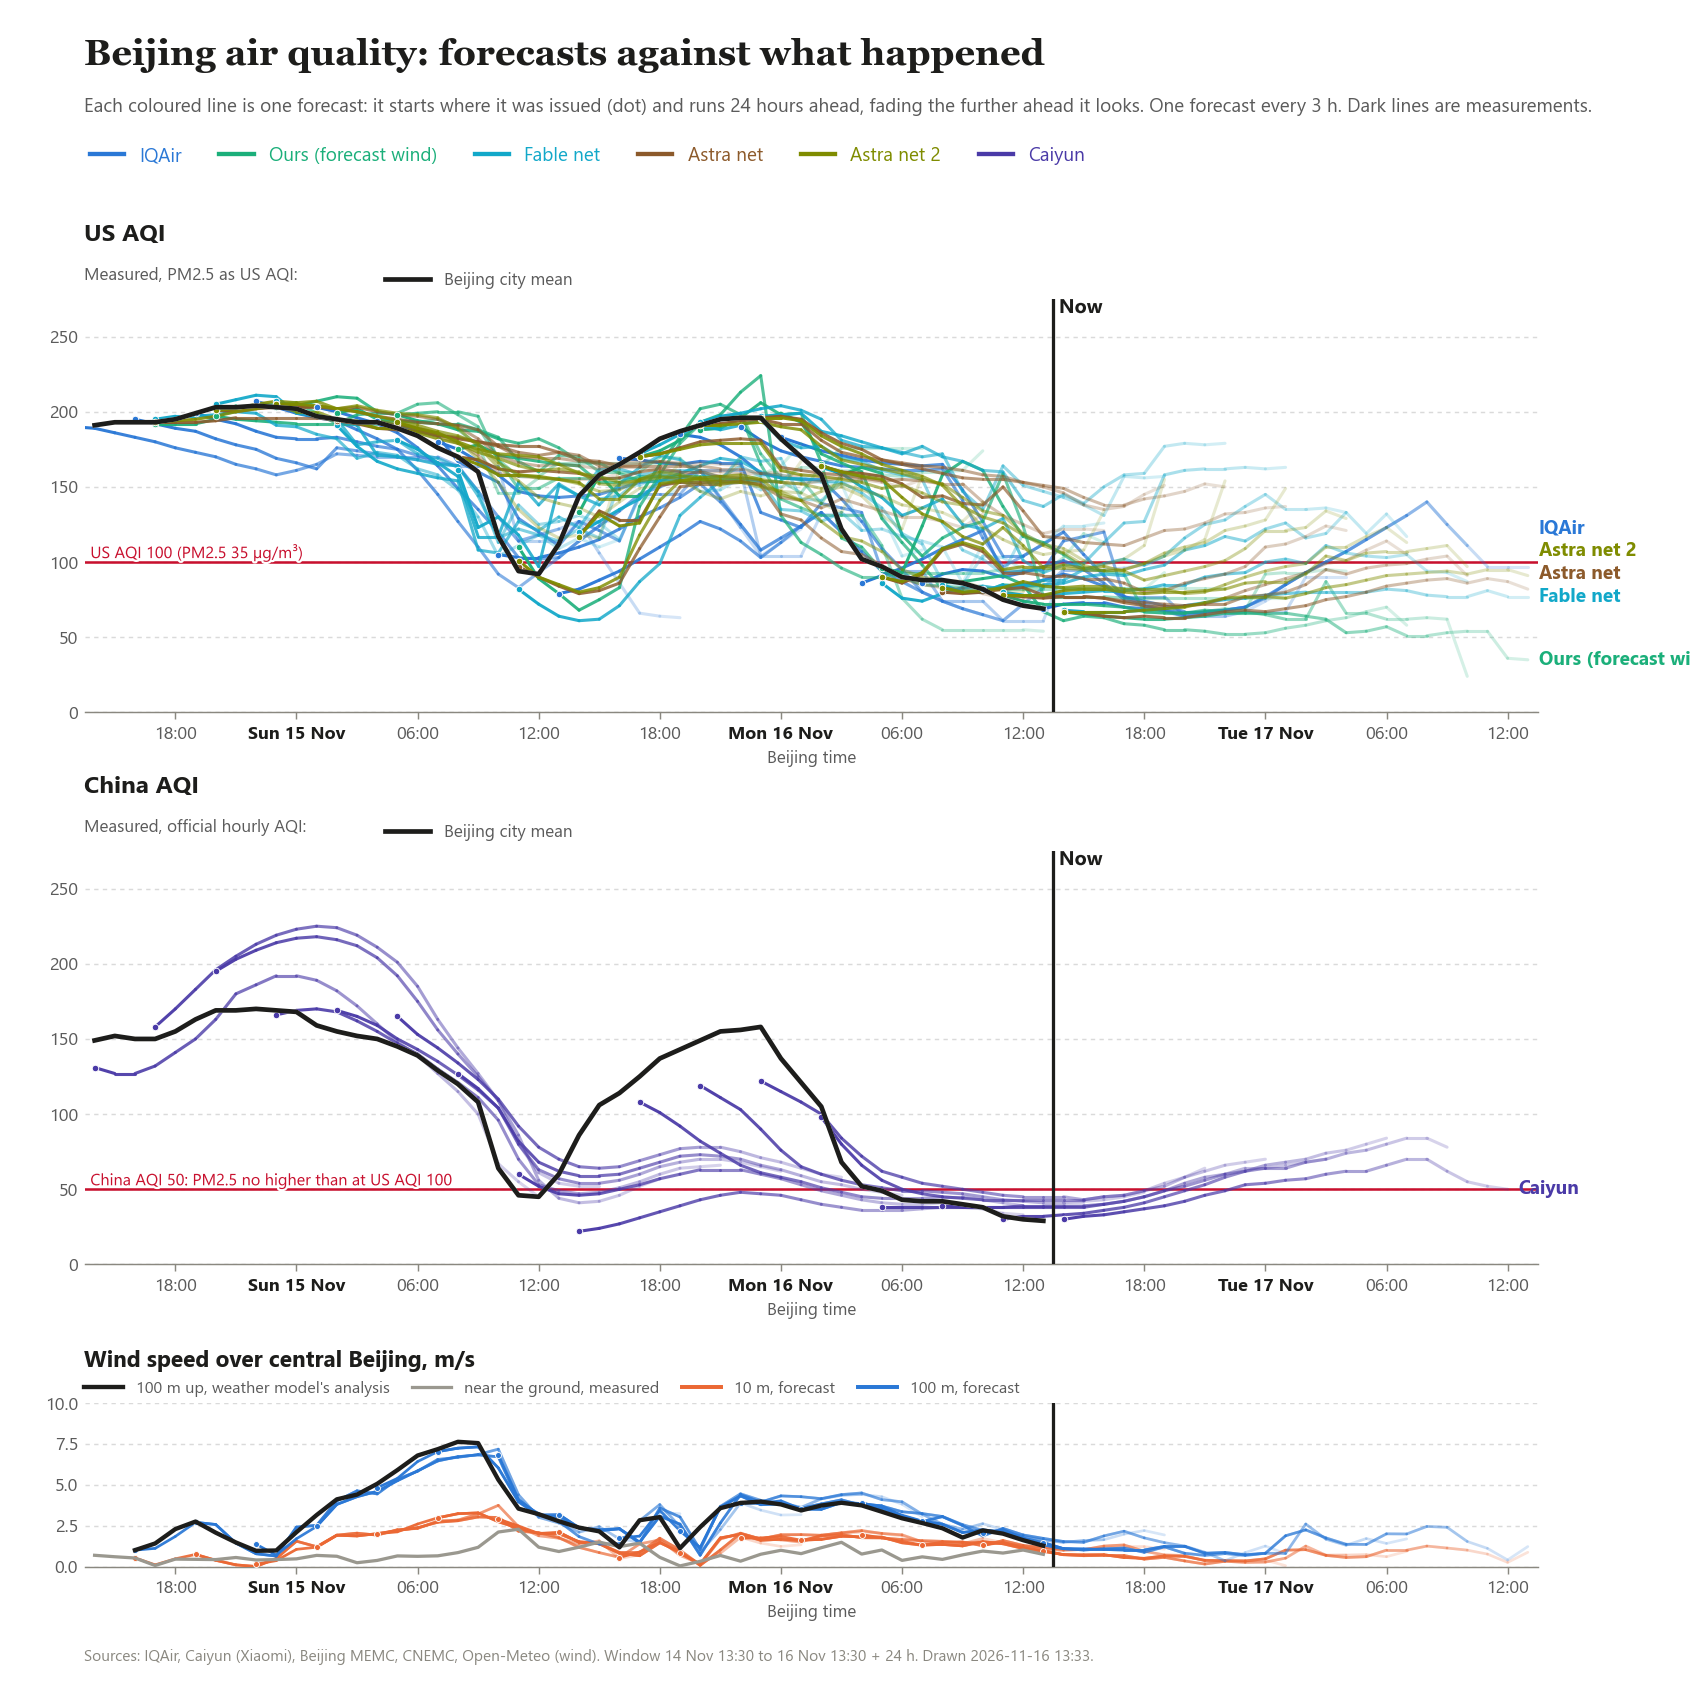 Beijing air quality: forecasts against what happened
Each coloured line is one forecast: it starts where it was issued (dot) and runs 24 hours ahead, fading the further ahead it looks. One forecast every 3 h. Dark lines are measurements.
IQAir Ours (forecast wind) Fable net Astra net Astra net 2 Caiyun
US AQI
Measured, PM2.5 as US AQI: Beijing city mean
Now
250
200
150
US AQI 100 (PM2.5 35 µg/m³)
100
50
0
IQAir
Astra net 2
Astra net
Fable net
Ours (forecast wi
18:00 Sun 15 Nov 06:00 12:00 18:00 Mon 16 Nov 06:00 12:00 18:00 Tue 17 Nov 06:00 12:00
Beijing time
China AQI
Measured, official hourly AQI: Beijing city mean
Now
250
200
150
100
China AQI 50: PM2.5 no higher than at US AQI 100
50
Caiyun
0
18:00 Sun 15 Nov 06:00 12:00 18:00 Mon 16 Nov 06:00 12:00 18:00 Tue 17 Nov 06:00 12:00
Beijing time
Wind speed over central Beijing, m/s
100 m up, weather model's analysis near the ground, measured 10 m, forecast 100 m, forecast
10.0
7.5
5.0
2.5
0.0
18:00 Sun 15 Nov 06:00 12:00 18:00 Mon 16 Nov 06:00 12:00 18:00 Tue 17 Nov 06:00 12:00
Beijing time
Sources: IQAir, Caiyun (Xiaomi), Beijing MEMC, CNEMC, Open-Meteo (wind). Window 14 Nov 13:30 to 16 Nov 13:30 + 24 h. Drawn 2026-11-16 13:33.